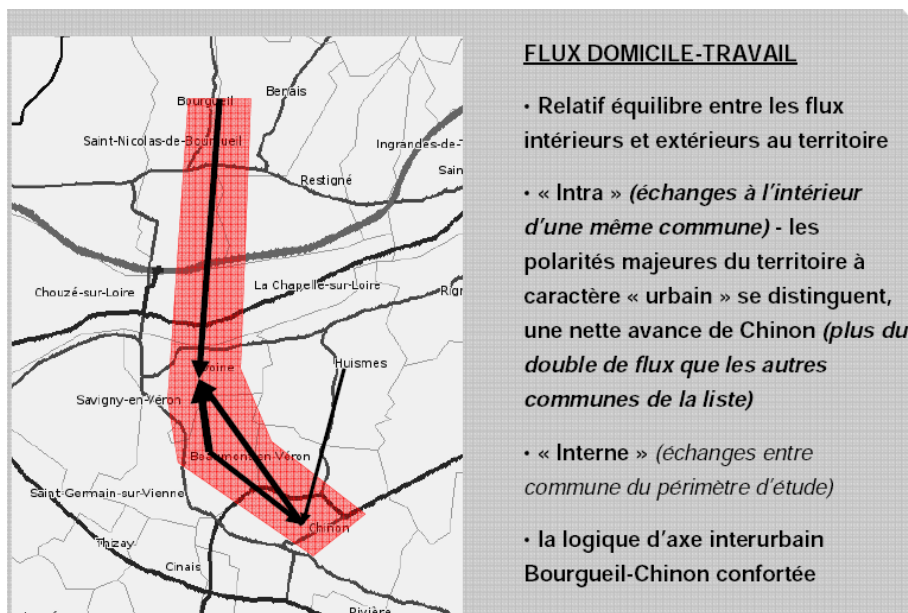 Bourgueil
Benais
Saint-Nicolas-de-Bourgueil
Ingrandes-de-T
Restigné
Chouzé-sur-Loire
La Chapelle-sur-Loire
Huismes
Savigny-en-Véron
Beaumont-en-Véron
Saint-Germain-sur-Vienne
Chinon
Thizay
Cinais
Rivière
FLUX DOMICILE-TRAVAIL
• Relatif équilibre entre les flux
intérieurs et extérieurs au territoire
• « Intra » (échanges à l'intérieur
d'une même commune) - les
polarités majeures du territoire à
caractère « urbain » se distinguent,
une nette avance de Chinon (plus du
double de flux que les autres
communes de la liste)
• « Interne » (échanges entre
commune du périmètre d'étude)
• la logique d'axe interurbain
Bourgueil-Chinon confortée